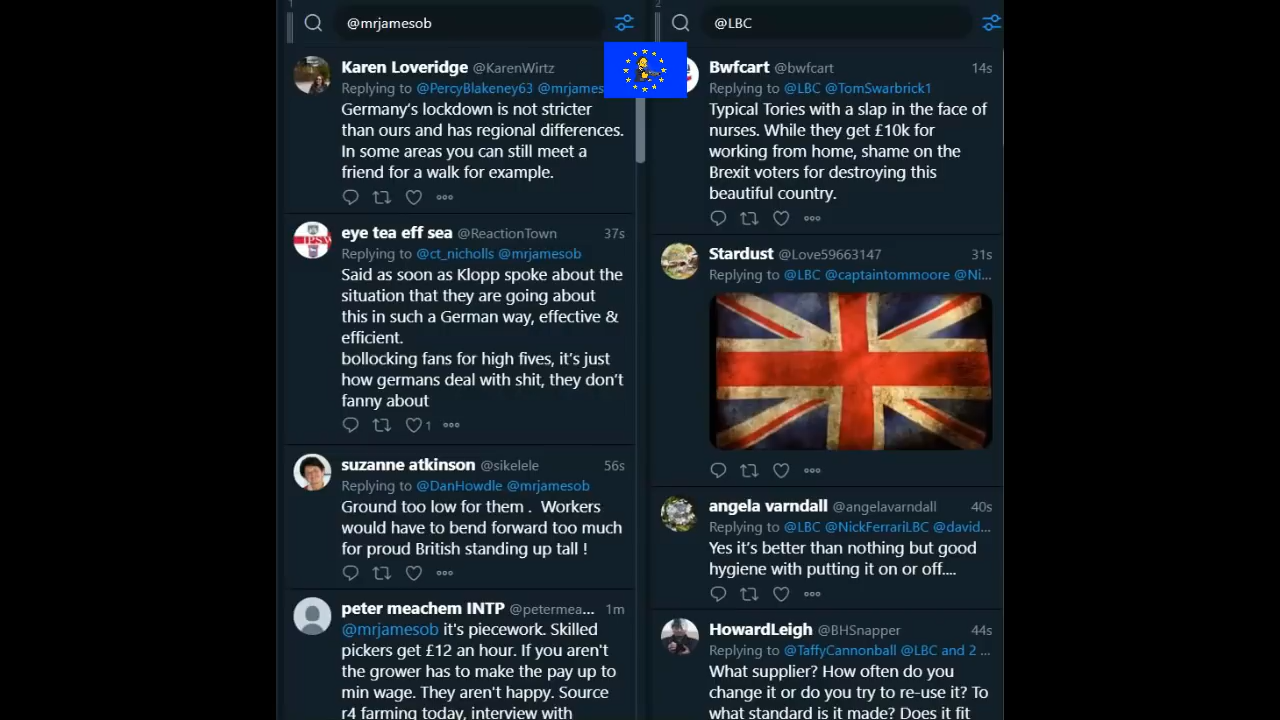 1
@mrjamesob
Karen Loveridge @KarenWirtz
Replying to @PercyBlakeney63 @mrjames
Germany's lockdown is not stricter
than ours and has regional differences.
In some areas you can still meet a
friend for a walk for example.
eye tea eff sea @ReactionTown 37s
Replying to @ct_nicholls @mrjamesob
Said as soon as Klopp spoke about the
situation that they are going about
this in such a German way, effective &
efficient.
bollocking fans for high fives, it's just
how germans deal with shit, they don't
fanny about
1
suzanne atkinson @sikelele 56s
Replying to @DanHowdle @mrjamesob
Ground too low for them . Workers
would have to bend forward too much
for proud British standing up tall !
peter meachem INTP @petermea... 1m
@mrjamesob it's piecework. Skilled
pickers get £12 an hour. If you aren't
the grower has to make the pay up to
min wage. They aren't happy. Source
r4 farming today, interview with
2
@LBC
Bwfcart @bwfcart 14s
Replying to @LBC @TomSwarbrick1
Typical Tories with a slap in the face of
nurses. While they get £10k for
working from home, shame on the
Brexit voters for destroying this
beautiful country.
Stardust @Love59663147 31s
Replying to @LBC @captaintommoore @Ni...
angela varndall @angelavarndall 40s
Replying to @LBC @NickFerrariLBC @david...
Yes it's better than nothing but good
hygiene with putting it on or off....
HowardLeigh @BHSnapper 44s
Replying to @TaffyCannonball @LBC and 2 ...
What supplier? How often do you
change it or do you try to re-use it? To
what standard is it made? Does it fit